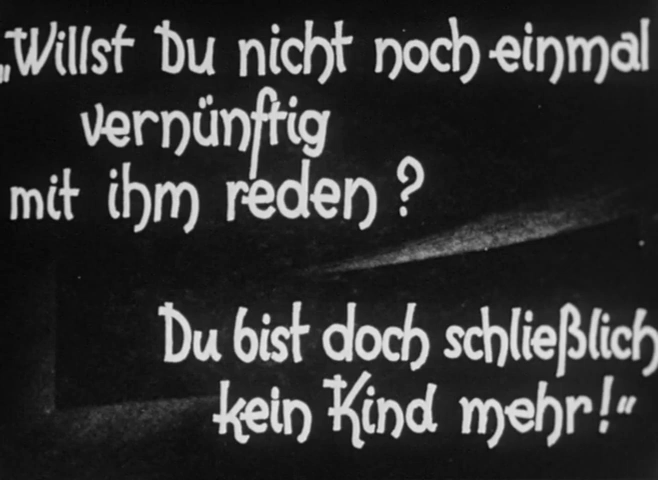 „Willst Du nicht noch einmal
vernünftig
mit ihm reden?
Du bist doch schließlich
kein Kind mehr!“